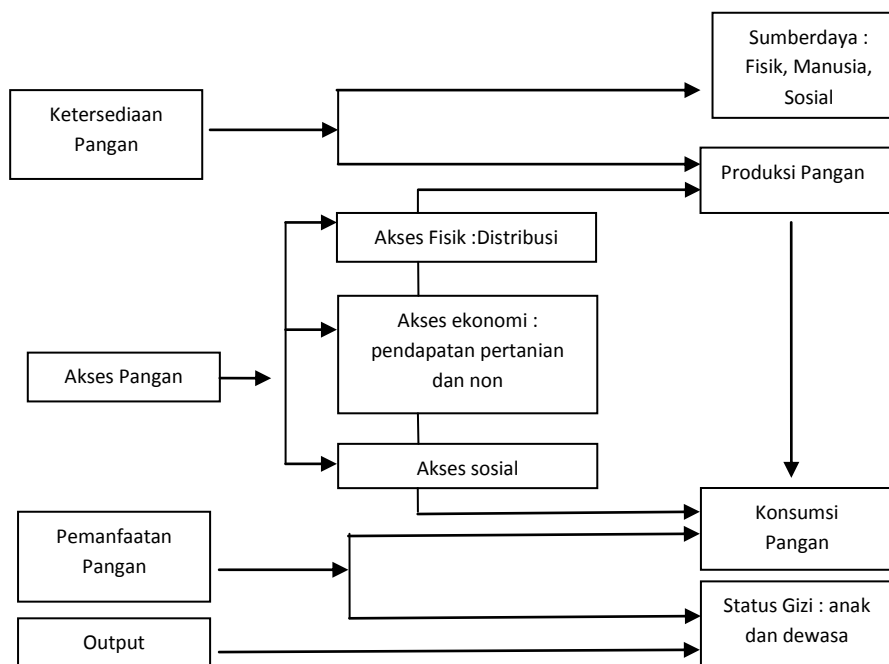 Sumberdaya :
Fisik, Manusia,
Sosial
Ketersediaan
Pangan
Produksi Pangan
Akses Fisik :Distribusi
Akses ekonomi :
pendapatan pertanian
dan non
Akses Pangan
Akses sosial
Konsumsi
Pangan
Pemanfaatan
Pangan
Status Gizi : anak
dan dewasa
Output